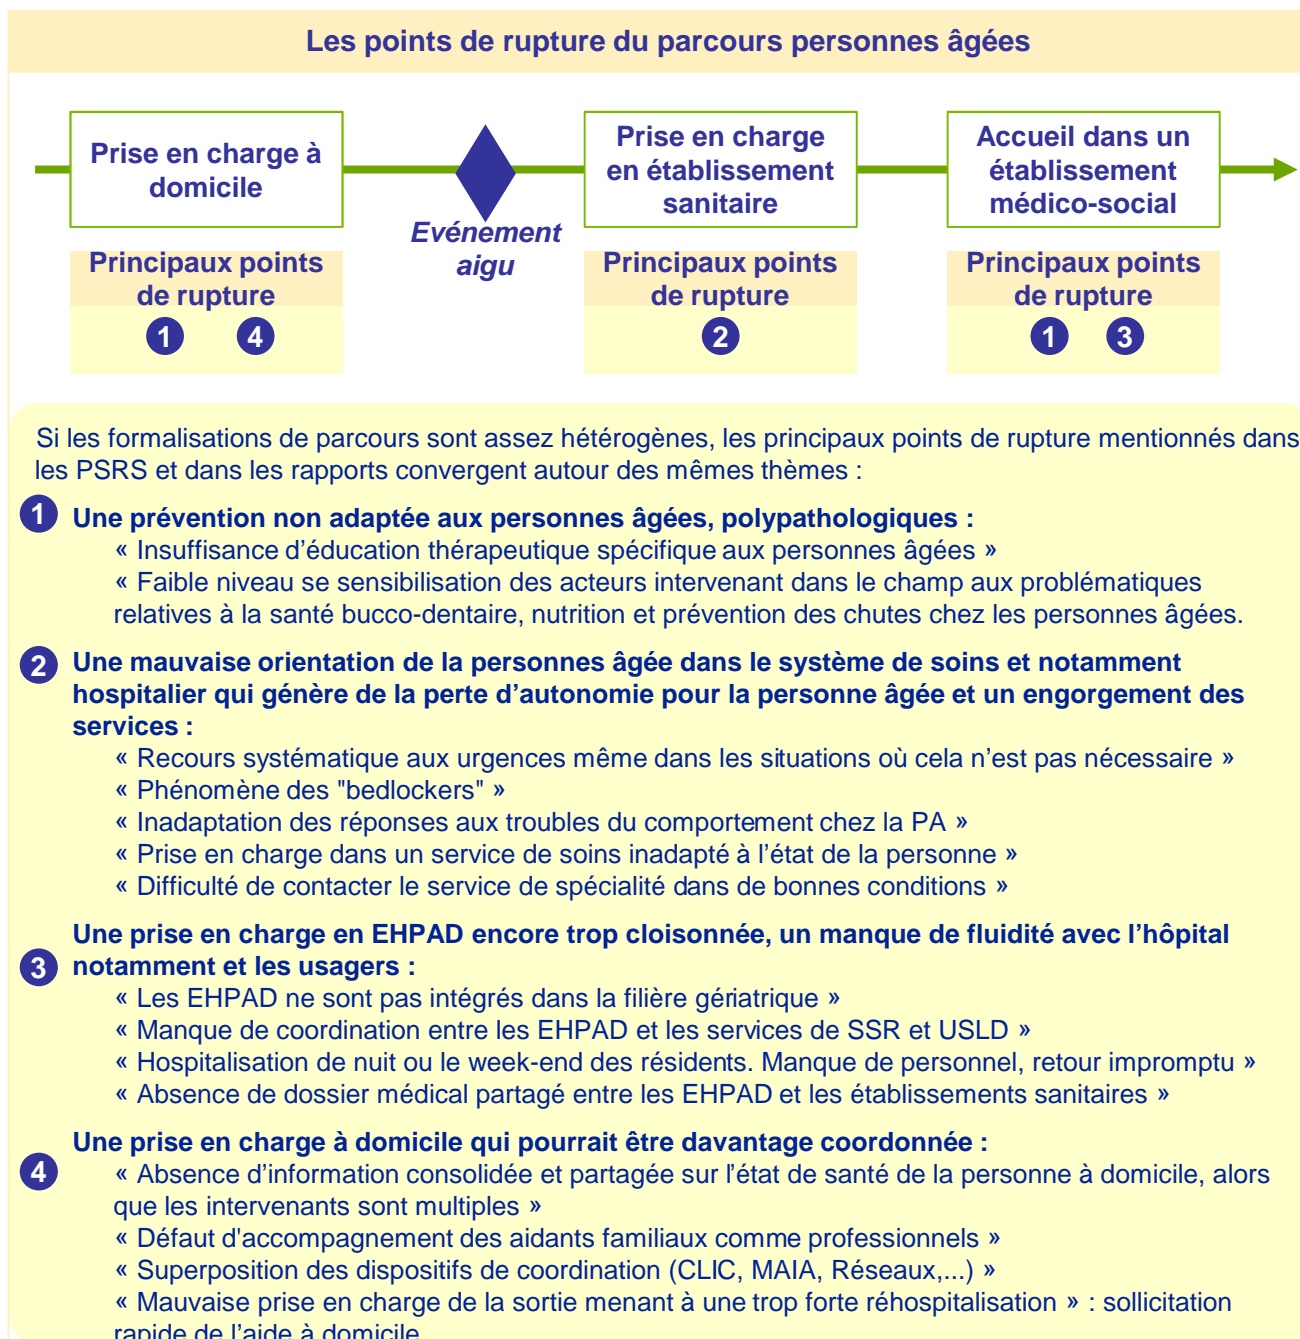 Les points de rupture du parcours personnes âgées
Prise en charge à
domicile
Evénement
aigu
Prise en charge
en établissement
sanitaire
Accueil dans un
établissement
médico-social
Principaux points
de rupture
1 4
Principaux points
de rupture
2
Principaux points
de rupture
1 3
Si les formalisations de parcours sont assez hétérogènes, les principaux points de rupture mentionnés dans
les PSRS et dans les rapports convergent autour des mêmes thèmes :
1 Une prévention non adaptée aux personnes âgées, polypathologiques :
« Insuffisance d’éducation thérapeutique spécifique aux personnes âgées »
« Faible niveau se sensibilisation des acteurs intervenant dans le champ aux problématiques
relatives à la santé bucco-dentaire, nutrition et prévention des chutes chez les personnes âgées.
2 Une mauvaise orientation de la personnes âgée dans le système de soins et notamment
hospitalier qui génère de la perte d’autonomie pour la personne âgée et un engorgement des
services :
« Recours systématique aux urgences même dans les situations où cela n’est pas nécessaire »
« Phénomène des "bedlockers" »
« Inadaptation des réponses aux troubles du comportement chez la PA »
« Prise en charge dans un service de soins inadapté à l’état de la personne »
« Difficulté de contacter le service de spécialité dans de bonnes conditions »
Une prise en charge en EHPAD encore trop cloisonnée, un manque de fluidité avec l’hôpital
3 notamment et les usagers :
« Les EHPAD ne sont pas intégrés dans la filière gériatrique »
« Manque de coordination entre les EHPAD et les services de SSR et USLD »
« Hospitalisation de nuit ou le week-end des résidents. Manque de personnel, retour impromptu »
« Absence de dossier médical partagé entre les EHPAD et les établissements sanitaires »
Une prise en charge à domicile qui pourrait être davantage coordonnée :
4 « Absence d’information consolidée et partagée sur l’état de santé de la personne à domicile, alors
que les intervenants sont multiples »
« Défaut d'accompagnement des aidants familiaux comme professionnels »
« Superposition des dispositifs de coordination (CLIC, MAIA, Réseaux,...) »
« Mauvaise prise en charge de la sortie menant à une trop forte réhospitalisation » : sollicitation
rapide de l’aide à domicile